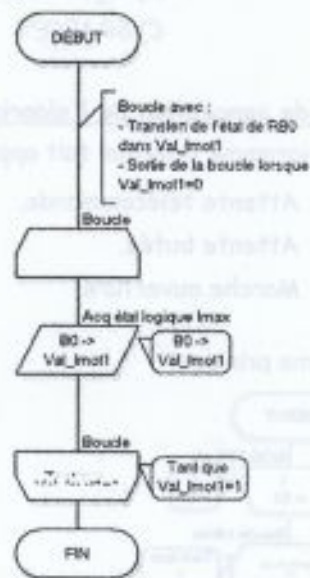 DÉBUT
Boucle avec :
- Transfert de l'état de RB0
dans Val_Imot1
- Sortie de la boucle lorsque
Val_Imot1=0
Boucle
Acq état logique Imax
B0 ->
Val_Imot1
B0 ->
Val_Imot1
Boucle
Tant que
Val_Imot1=1
FIN